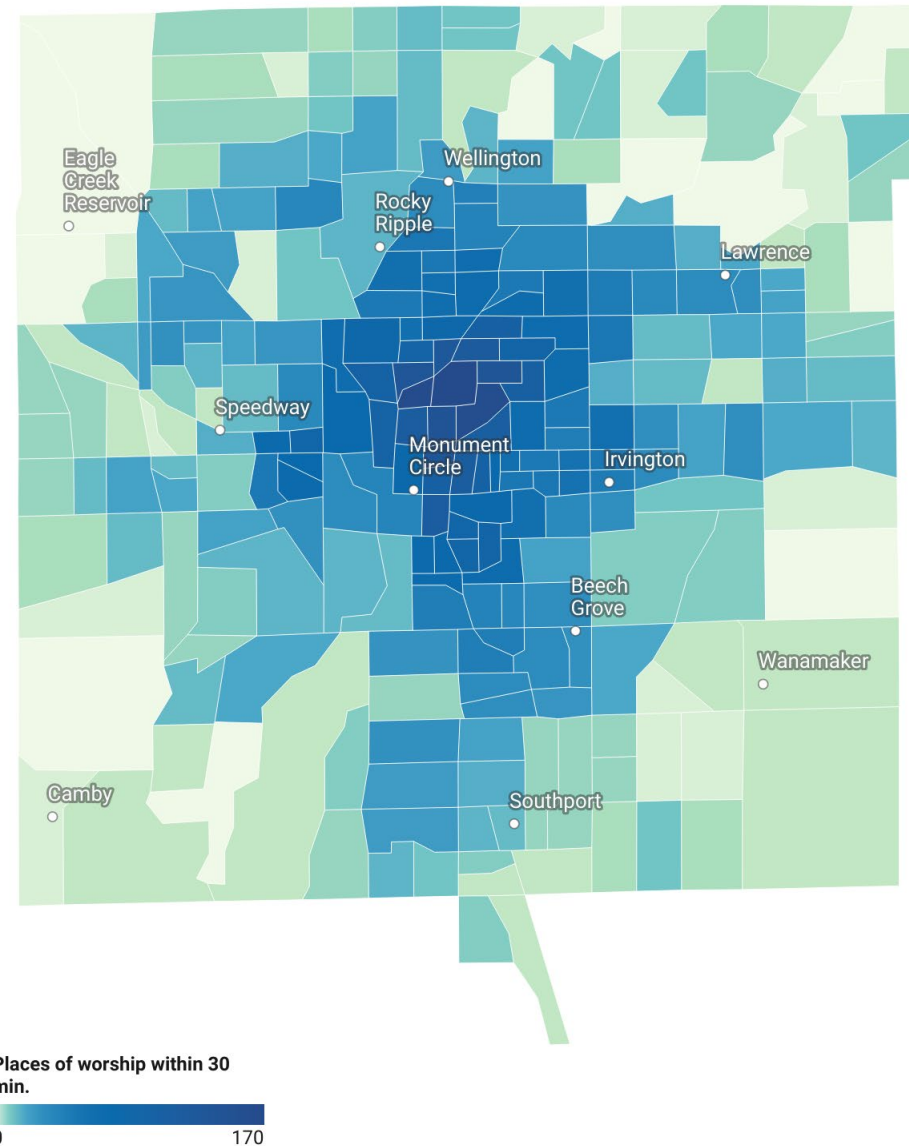 Eagle
Creek
Reservoir
Wellington
Rocky
Ripple
Lawrence
Speedway
Monument
Circle
Irvington
Beech
Grove
Wanamaker
Camby
Southport
Places of worship within 30
min.
0
170